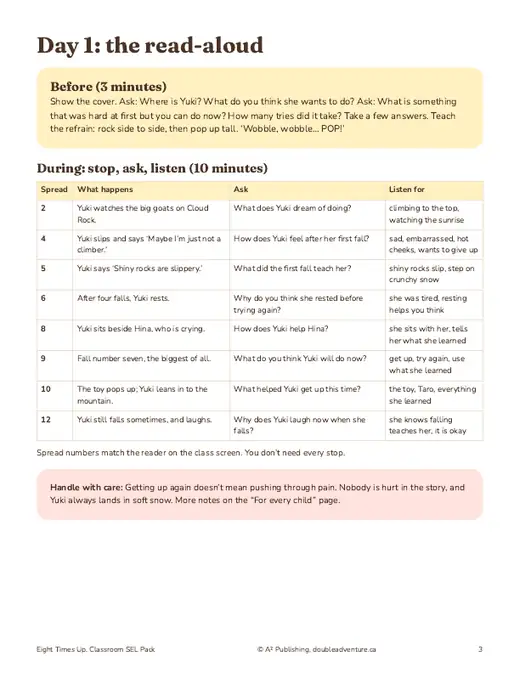 Day 1: the read-aloud
Before (3 minutes)
Show the cover. Ask: Where is Yuki? What do you think she wants to do? Ask: What is something
that was hard at first but you can do now? How many tries did it take? Take a few answers. Teach
the refrain: rock side to side, then pop up tall. ‘Wobble, wobble... POP!’
During: stop, ask, listen (10 minutes)
Spread What happens Ask Listen for
2 Yuki watches the big goats on Cloud What does Yuki dream of doing? climbing to the top,
Rock. watching the sunrise
4 Yuki slips and says ‘Maybe I’m just not a How does Yuki feel after her first fall? sad, embarrassed, hot
climber.’ cheeks, wants to give up
5 Yuki says ‘Shiny rocks are slippery.’ What did the first fall teach her? shiny rocks slip, step on
crunchy snow
6 After four falls, Yuki rests. Why do you think she rested before she was tired, resting
trying again? helps you think
8 Yuki sits beside Hina, who is crying. How does Yuki help Hina? she sits with her, tells
her what she learned
9 Fall number seven, the biggest of all. What do you think Yuki will do now? get up, try again, use
what she learned
10 The toy pops up; Yuki leans in to the What helped Yuki get up this time? the toy, Taro, everything
mountain. she learned
12 Yuki still falls sometimes, and laughs. Why does Yuki laugh now when she she knows falling
falls? teaches her, it is okay
Spread numbers match the reader on the class screen. You don’t need every stop.
Handle with care: Getting up again doesn’t mean pushing through pain. Nobody is hurt in the story, and
Yuki always lands in soft snow. More notes on the “For every child” page.
Eight Times Up, Classroom SEL Pack © A² Publishing, doubleadventure.ca 3